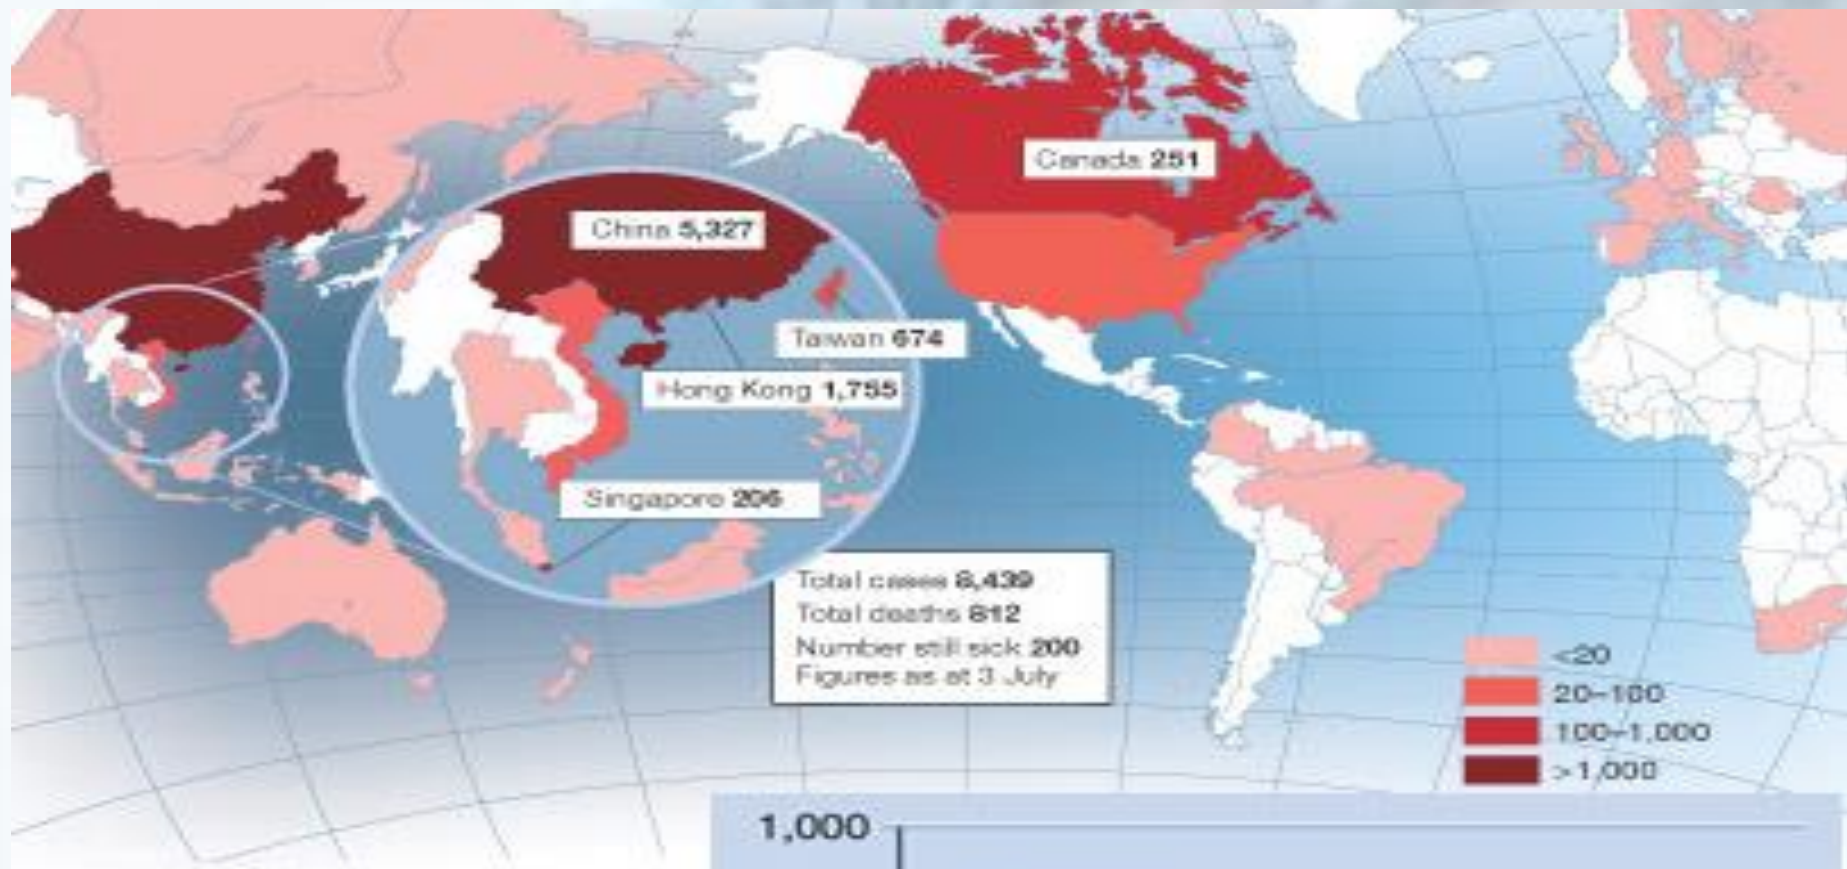 Canada 251
China 5,327
Taiwan 674
Hong Kong 1,755
Singapore 206
Total cases 8,439
Total deaths 812
Number still sick 200
Figures as at 3 July
<20
20–100
100–1,000
>1,000
1,000